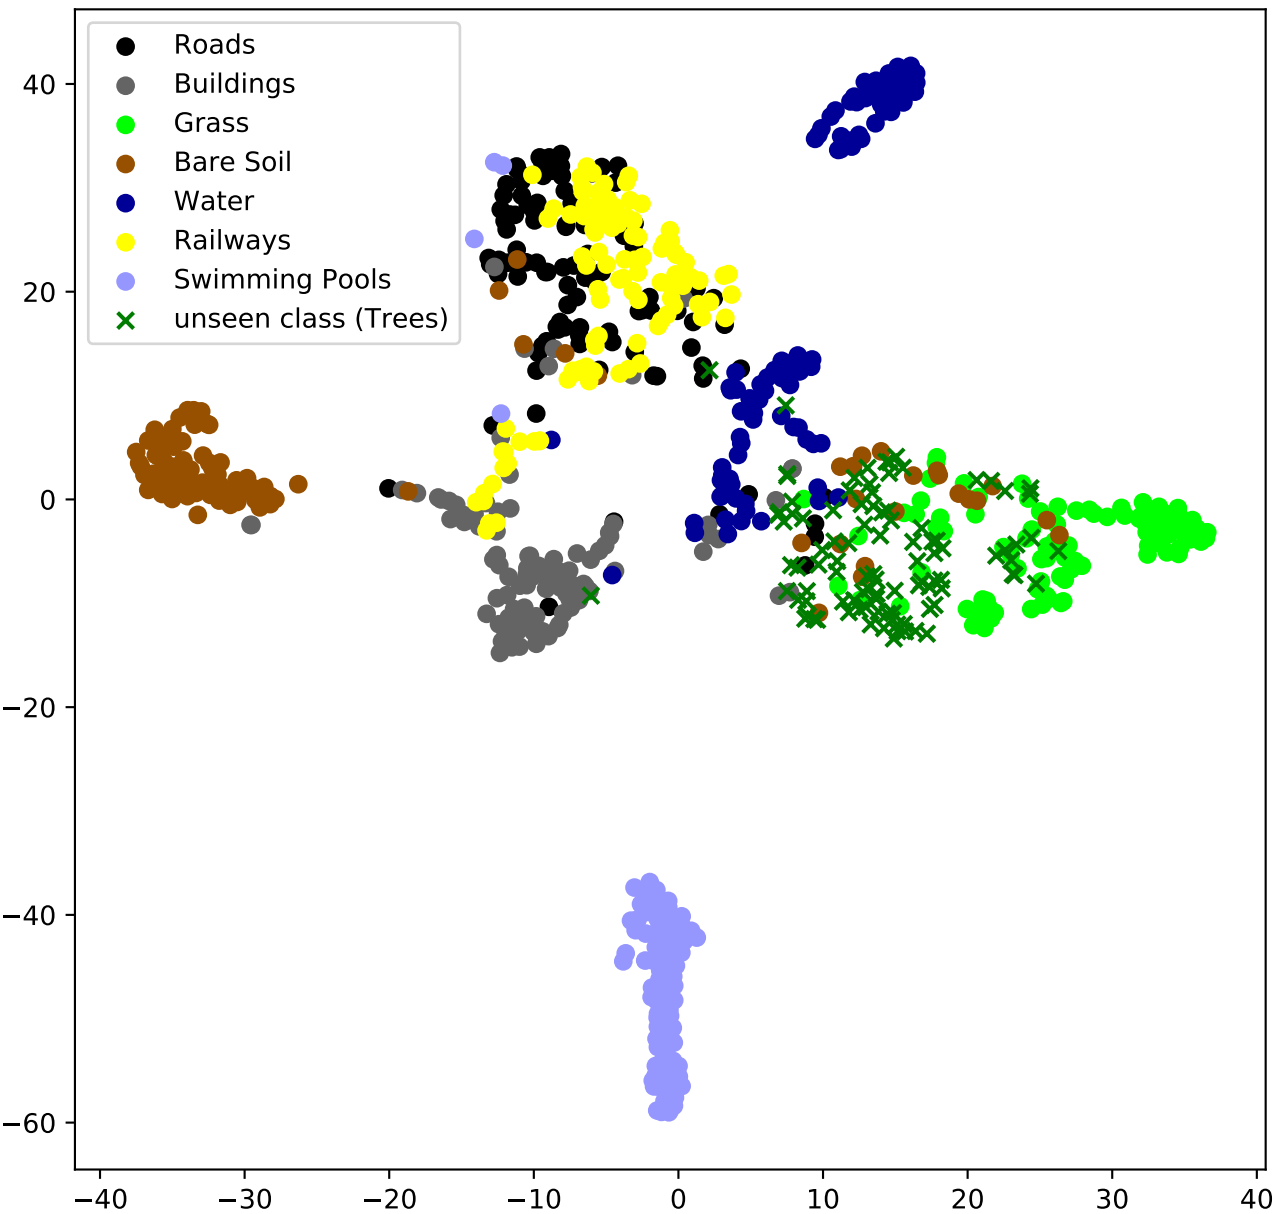 Roads
Buildings
Grass
Bare Soil
Water
Railways
Swimming Pools
unseen class (Trees)
40
20
0
−20
−40
−60
−40 −30 −20 −10 0 10 20 30 40